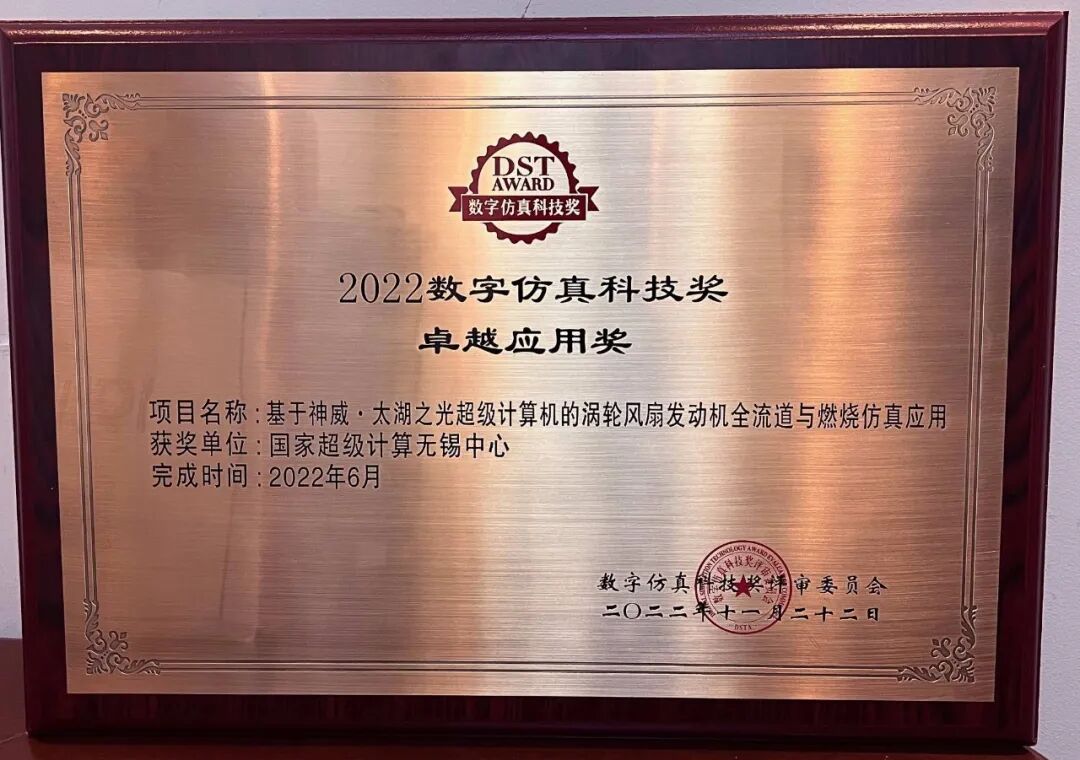 DST
AWARD
数字仿真科技奖
2022数字仿真科技奖
卓越应用奖
项目名称：基于神威·太湖之光超级计算机的涡轮风扇发动机全流道与燃烧仿真应用
获奖单位：国家超级计算无锡中心
完成时间：2022年6月
数字仿真科技奖评审委员会
二〇二二年十一月二十二日
DSTA